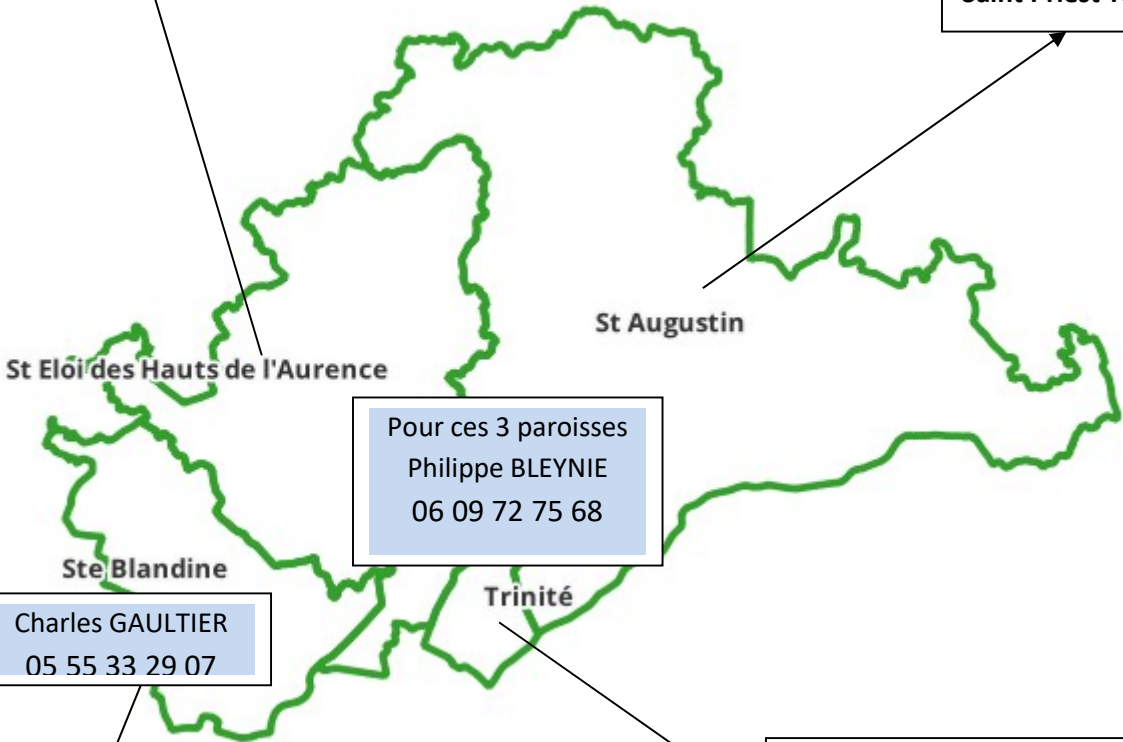 St Augustin
St Eloi des Hauts de l'Aurence
Pour ces 3 paroisses
Philippe BLEYNIE
06 09 72 75 68
Ste Blandine
Trinité
Charles GAULTIER
05 55 33 29 07